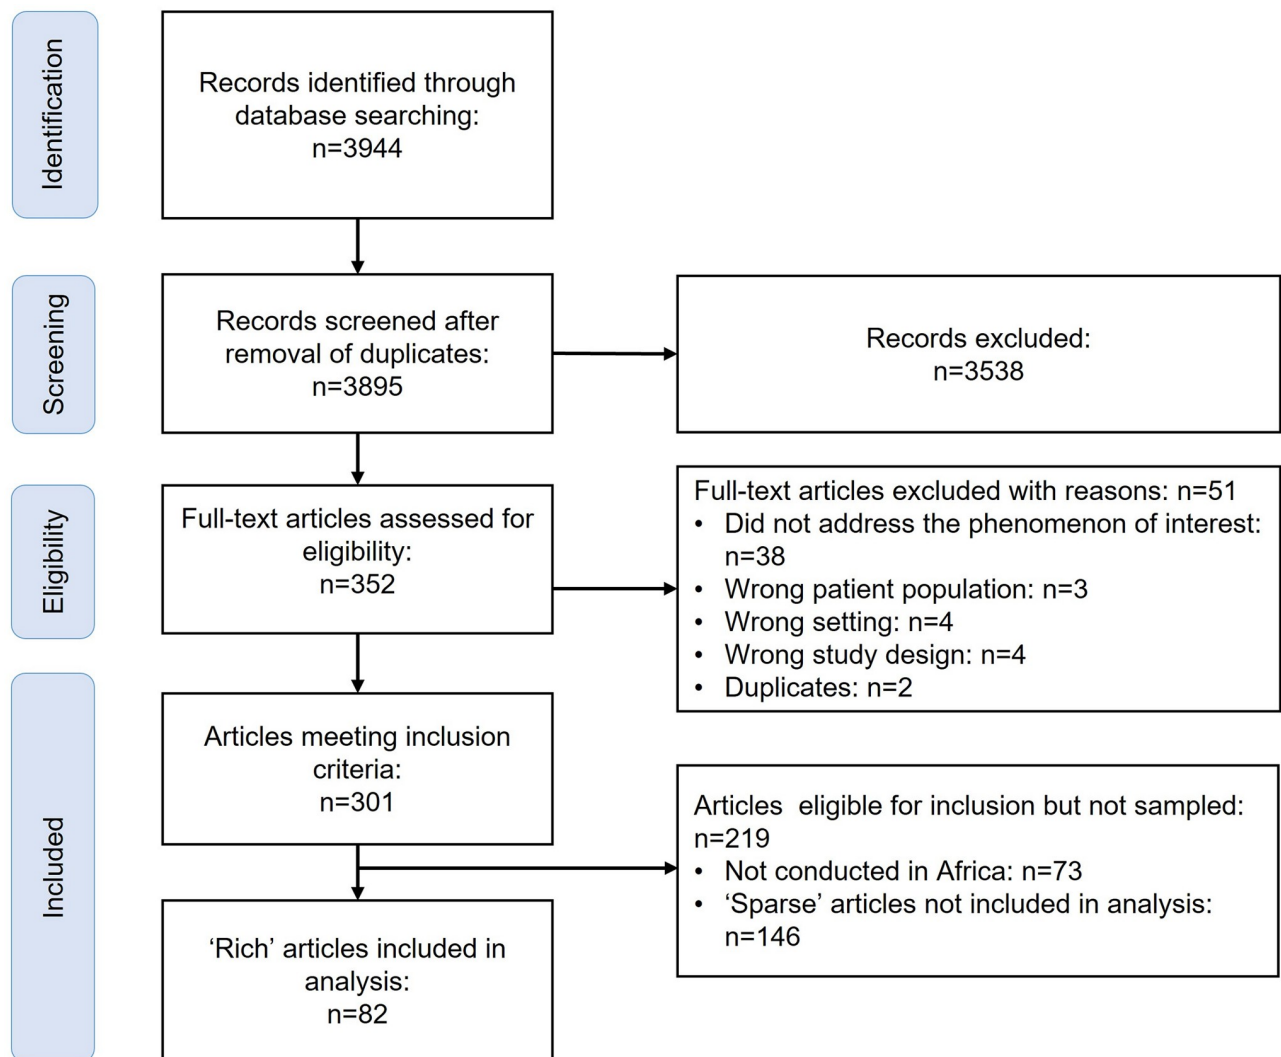 Identification
Records identified through
database searching:
n=3944
Screening
Records screened after
removal of duplicates:
n=3895
Records excluded:
n=3538
Eligibility
Full-text articles assessed for
eligibility:
n=352
Full-text articles excluded with reasons: n=51
• Did not address the phenomenon of interest:
n=38
• Wrong patient population: n=3
• Wrong setting: n=4
• Wrong study design: n=4
• Duplicates: n=2
Included
Articles meeting inclusion
criteria:
n=301
Articles  eligible for inclusion but not sampled:
n=219
• Not conducted in Africa: n=73
• ‘Sparse’ articles not included in analysis:
n=146
‘Rich’ articles included in
analysis:
n=82